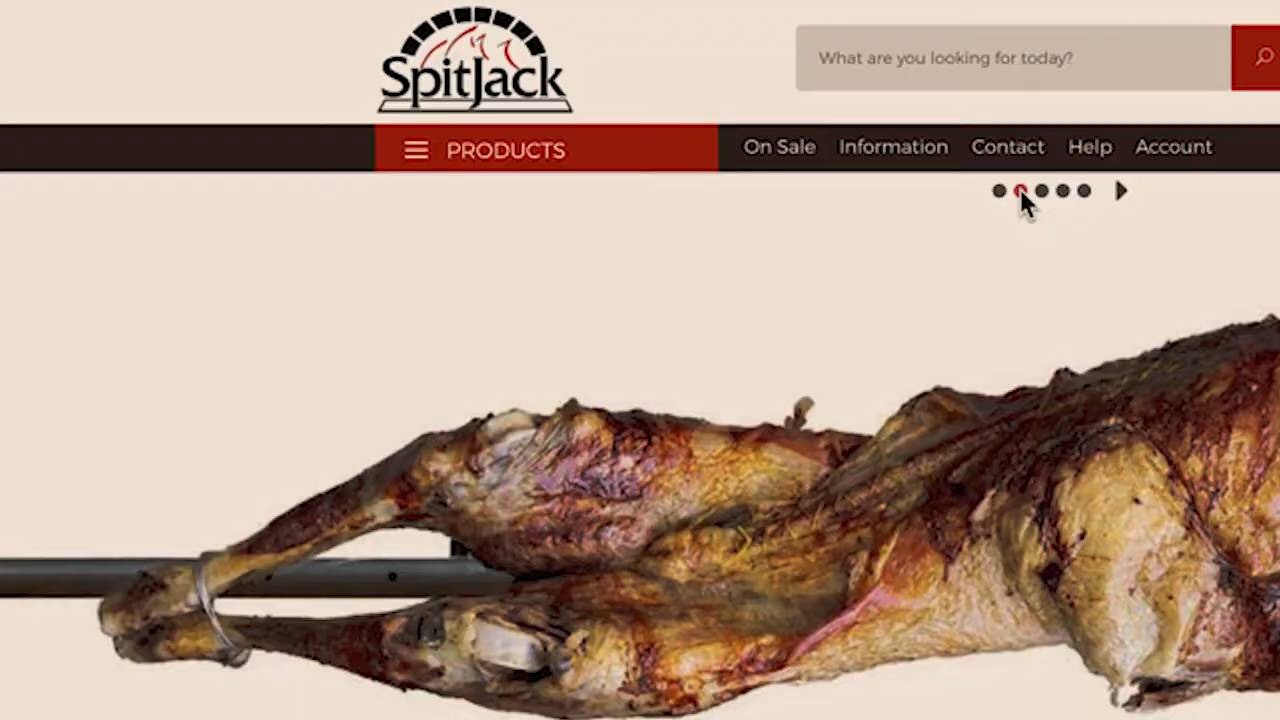 SpitJack
What are you looking for today?
PRODUCTS
On Sale Information Contact Help Account